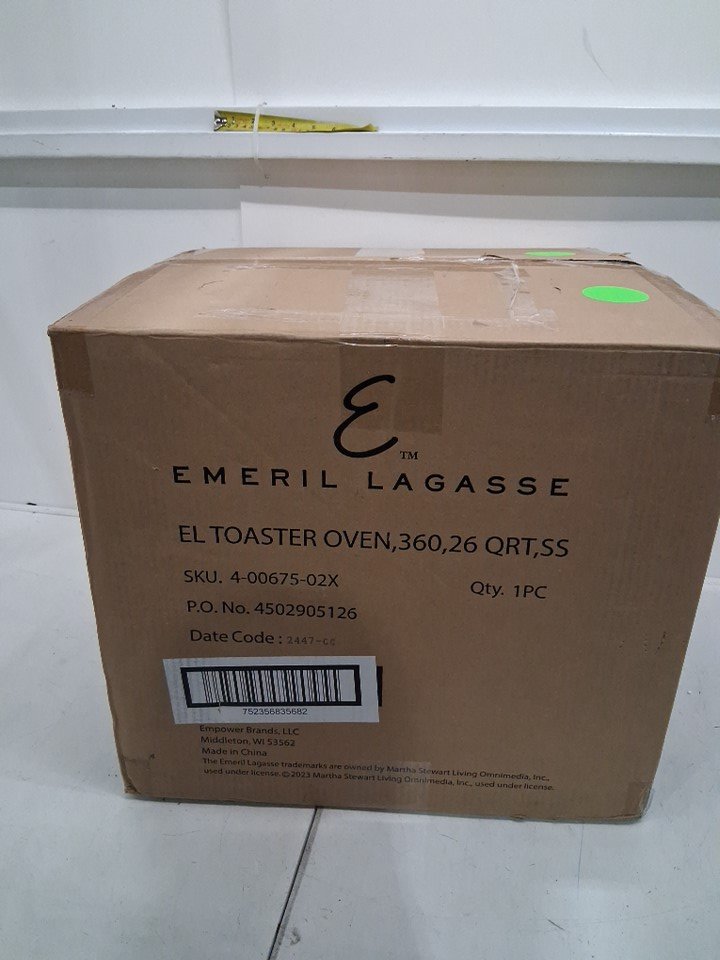 E™
EMERIL LAGASSE
EL TOASTER OVEN,360,26 QRT,SS
SKU. 4-00675-02X
Qty. 1PC
P.O. No. 4502905126
Date Code : 2447-
752356835682
Empower Brands, LLC
Middleton, WI 53562
Made in China
The Emeril Lagasse trademarks are owned by Martha Stewart Living Omnimedia, Inc.,
used under license. ©2023 Martha Stewart Living Omnimedia, Inc., used under license.